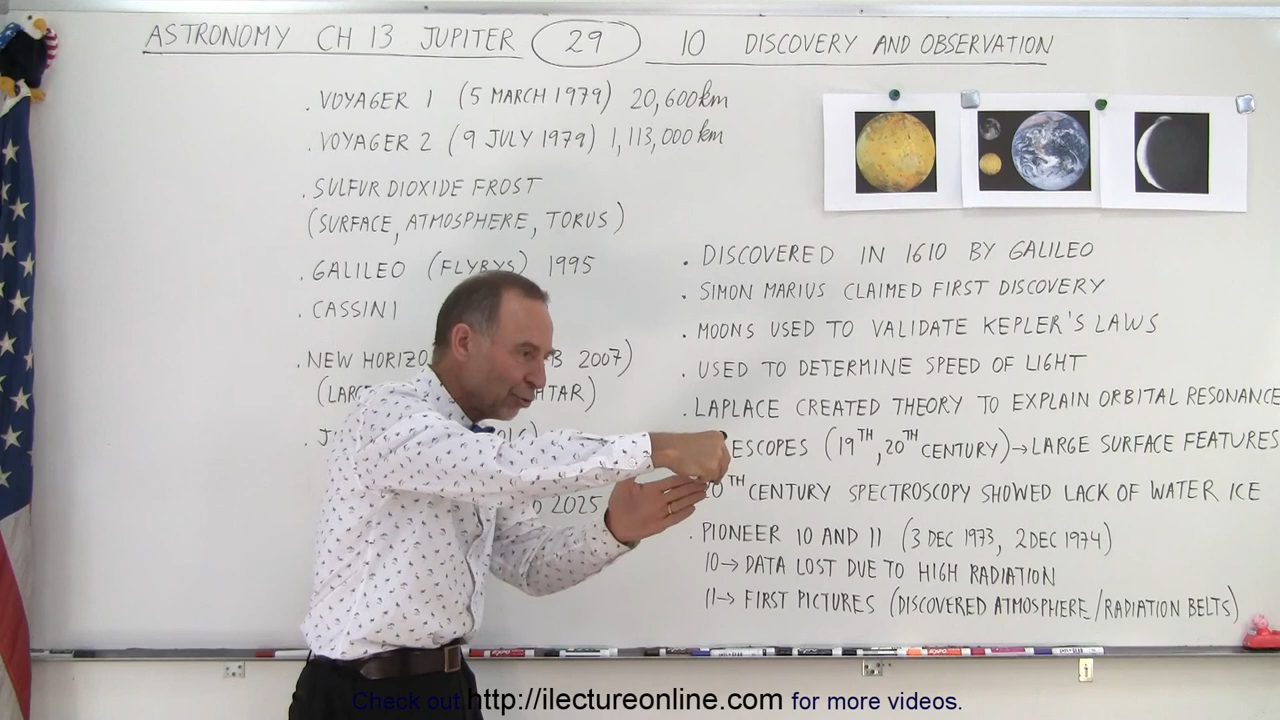 ASTRONOMY CH 13 JUPITER 29 10 DISCOVERY AND OBSERVATION
. VOYAGER 1 (5 MARCH 1979) 20,600km
. VOYAGER 2 (9 JULY 1979) 1,113,000km
. SULFUR DIOXIDE FROST
(SURFACE, ATMOSPHERE, TORUS)
. GALILEO (FLYBYS) 1995
. CASSINI
. NEW 2007)
2025
. DISCOVERED IN 1610 BY GALILEO
. SIMON MARIUS CLAIMED FIRST DISCOVERY
. MOONS USED TO VALIDATE KEPLER'S LAWS
. USED TO DETERMINE SPEED OF LIGHT
. LAPLACE CREATED THEORY TO EXPLAIN ORBITAL RESONANCE
(19TH, 20TH CENTURY) → LARGE SURFACE FEATURES
20TH CENTURY SPECTROSCOPY SHOWED LACK OF WATER ICE
. PIONEER 10 AND 11 (3 DEC 1973, 2 DEC 1974)
10 → DATA LOST DUE TO HIGH RADIATION
11 → FIRST PICTURES (DISCOVERED ATMOSPHERE/RADIATION BELTS)
Check out http://ilectureonline.com for more videos.